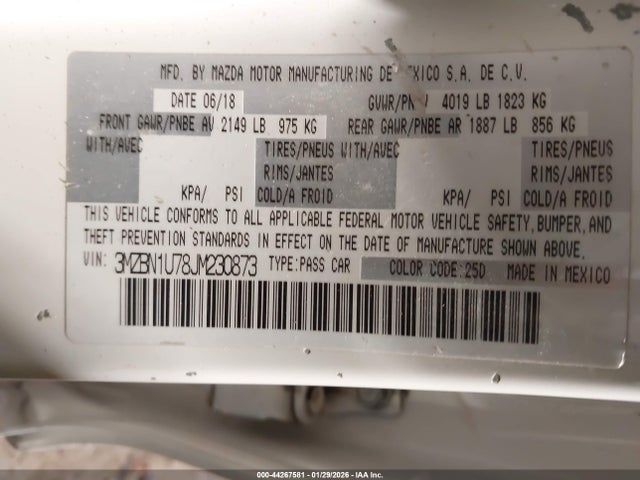 MFD. BY MAZDA MOTOR MANUFACTURING DE MEXICO S.A. DE C.V.
DATE 06/18 GVWR/PNBV 4019 LB 1823 KG
FRONT GAWR/PNBE AV 2149 LB 975 KG REAR GAWR/PNBE AR 1887 LB 856 KG
WITH/AVEC TIRES/PNEUS WITH/AVEC TIRES/PNEUS
RIMS/JANTES RIMS/JANTES
KPA/ PSI COLD/A FROID KPA/ PSI COLD/A FROID
THIS VEHICLE CONFORMS TO ALL APPLICABLE FEDERAL MOTOR VEHICLE SAFETY, BUMPER, AND
THEFT PREVENTION STANDARDS IN EFFECT ON THE DATE OF MANUFACTURE SHOWN ABOVE.
VIN: 3MZBN1U78JM230873 TYPE:PASS CAR COLOR CODE:25D MADE IN MEXICO
000-44267581 - 01/29/2026 - IAA Inc.